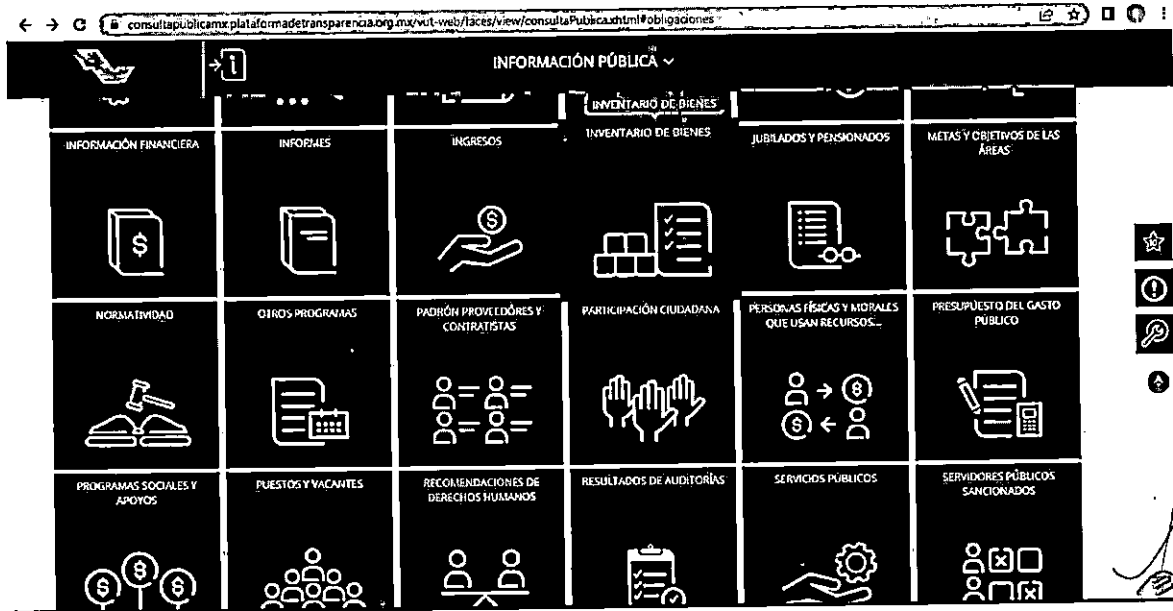 consultapublicamx.plataformadetransparencia.org.mx/vut-web/faces/view/consultaPublica.xhtml#obligaciones
INFORMACIÓN PÚBLICA
INVENTARIO DE BIENES
INFORMACIÓN FINANCIERA
INFORMES
INGRESOS
INVENTARIO DE BIENES
JUBILADOS Y PENSIONADOS
METAS Y OBJETIVOS DE LAS
ÁREAS
NORMATIVIDAD
OTROS PROGRAMAS
PADRÓN PROVEEDORES Y
CONTRATISTAS
PARTICIPACIÓN CIUDADANA
PERSONAS FÍSICAS Y MORALES
QUE USAN RECURSOS...
PRESUPUESTO DEL GASTO
PÚBLICO
PROGRAMAS SOCIALES Y
APOYOS
PUESTOS Y VACANTES
RECOMENDACIONES DE
DERECHOS HUMANOS
RESULTADOS DE AUDITORÍAS
SERVICIOS PÚBLICOS
SERVIDORES PÚBLICOS
SANCIONADOS